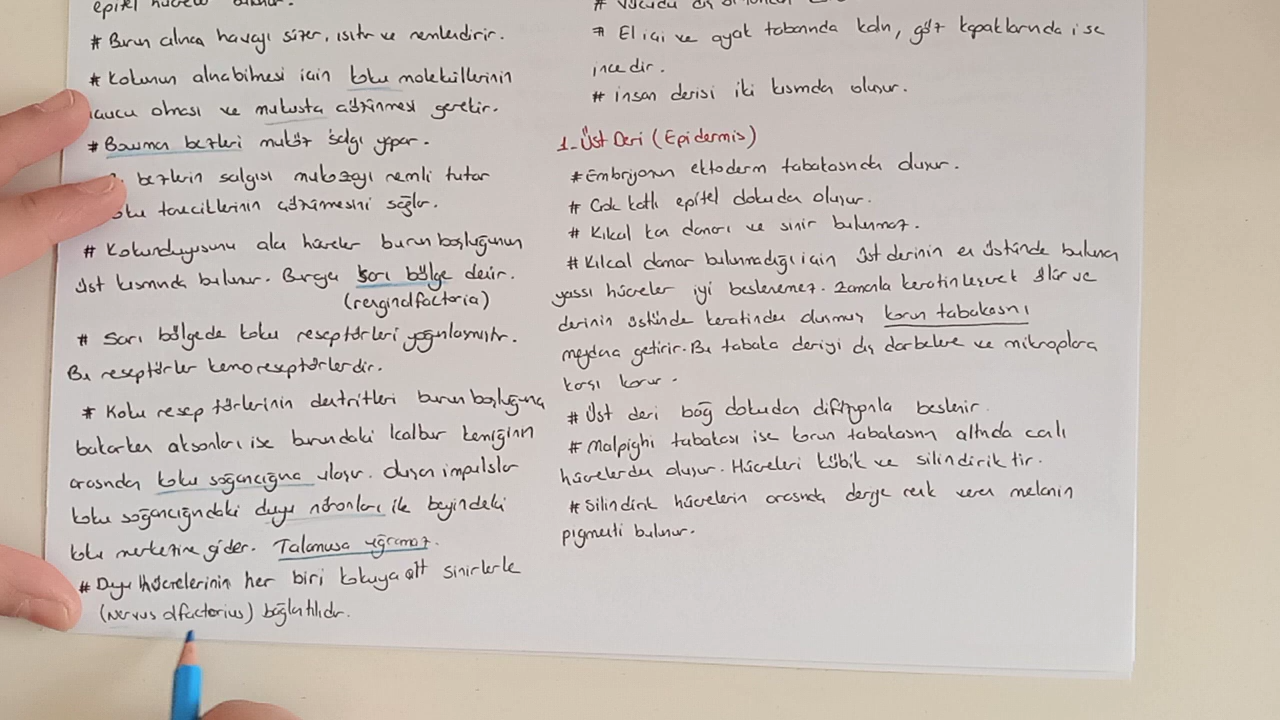 epitel
# Burun alınca havayı süzer, ısıtır ve nemlendirir.
# Kokunun alınabilmesi için koku moleküllerinin
uçucu olması ve mukusta çözünmesi gerekir.
# Bowman bezleri muköz salgı yapar.
bezlerin salgısı mukozayı nemli tutar
koku taneciklerinin çözünmesini sağlar.
# Koku duyusunu alan hücreler burun boşluğunun
üst kısmında bulunur. Buraya sarı bölge denir.
# Sarı bölgede koku reseptörleri yoğunlaşmıştır.
Bu reseptörler kemoreseptörlerdir.
# Koku reseptörlerinin dentritleri burun boşluğuna
bakarken aksonları ise burundaki kalbur kemiğinin
arasından koku soğancığına ulaşır. Oluşan impulslar
koku soğancığındaki duyu nöronları ile beyindeki
koku merkezine gider. Talamusa uğramaz.
# Duyu hücrelerinin her biri kokuya ait sinirlerle
(nervus olfactorius) bağlantılıdır.
# Vücudu dış
# El içi ve ayak tabanında kalın, göz kapaklarında ise
incedir.
# insan derisi iki kısımda oluşur.
1-Üst Deri (Epidermis)
# Embriyonun ektoderm tabakasından oluşur.
# Çok katlı epitel dokudan oluşur.
# Kılcal kan damarı ve sinir bulunmaz.
# Kılcal damar bulunmadığı için üst derinin en üstünde bulunan
yassı hücreler iyi beslenemez. Zamanla keratinleşerek ölür ve
derinin üstünde keratinden oluşmuş korun tabakasını
meydana getirir. Bu tabaka deriyi dış darbelere ve mikroplara
karşı korur.
# Üst deri bağ dokudan difüzyonla beslenir.
# Malpighi tabakası ise korun tabakasının altında canlı
hücrelerden oluşur. Hücreleri kübik ve silindiriktir.
# Silindirik hücrelerin arasında deriye renk veren melanin
pigmenti bulunur.